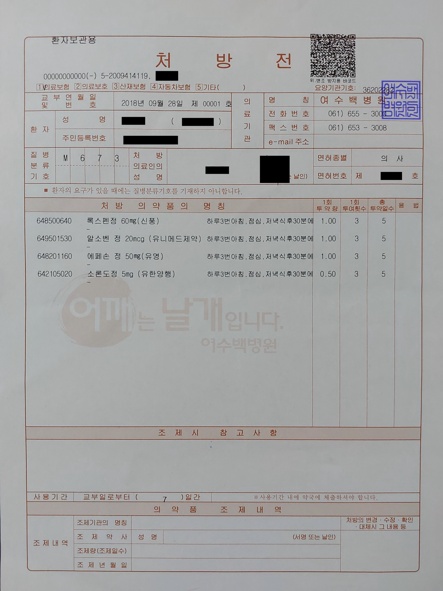 환자보관용
처 방 전
00000000000(-) 5-2009414119,
위.변조 방지용 바코드
①의료보험 ②의료보호 ③산재보험 ④자동차보험 ⑤기타( )
요양기관기호:
교 부 연 월 일 및 번 호
2018년 09월 28일 제 00001 호
의료기관
명 칭
여수백병원
환 자
성 명
( )
전화번호
061) 655 - 300
팩스번호
061) 653 - 3008
주민등록번호
e-mail 주소
질병분류기호
M 6 7 3
처 방 의료인의 성 명
날인)
면허종별
의 사
면허번호
제 호
* 환자의 요구가 있을 때에는 질병분류기호를 기재하지 아니합니다.
처 방 의 약 품 의 명 칭
1회 투약량
1일 투여횟수
총 투약일수
용 법
648500640 록스펜정 60mg(신풍) 하루3번아침,점심,저녁식후30분에 1.00 3 5
649501530 알소벤 정 20mcg (유니메드제약) 하루3번아침,점심,저녁식후30분에 1.00 3 5
648201160 에페손 정 50mg(유영) 하루3번아침,점심,저녁식후30분에 1.00 3 5
642105020 소론도정 5mg (유한양행) 하루3번아침,점심,저녁식후30분에 0.50 3 5
어깨는 날개입니다.
여수백병원
조 제 시 참 고 사 항
사용기간 교부일로부터 ( 7 )일간
※사용기간 내에 약국에 제출하셔야 합니다.
의 약 품 조 제 내 역
조제내역
조제기관의 명칭
처방의 변경·수정·확인 대체시 그 내용 등
조 제 약 사 성 명 (서명 또는 날인)
조제량(조제일수)
조 제 년 월 일